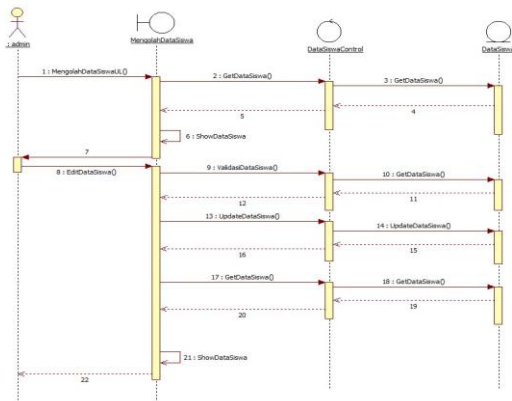 c
: admin
MengolahDataSiswa
DataSiswaControl
DataSiswa
1 : MengolahDataSiswaUI()
2 : GetDataSiswa()
3 : GetDataSiswa()
4
5
6 : ShowDataSiswa
7
8 : EditDataSiswa()
9 : ValidasiDataSiswa()
10 : GetDataSiswa()
11
12
13 : UpdateDataSiswa()
14 : UpdateDataSiswa()
15
16
17 : GetDataSiswa()
18 : GetDataSiswa()
19
20
21 : ShowDataSiswa
22